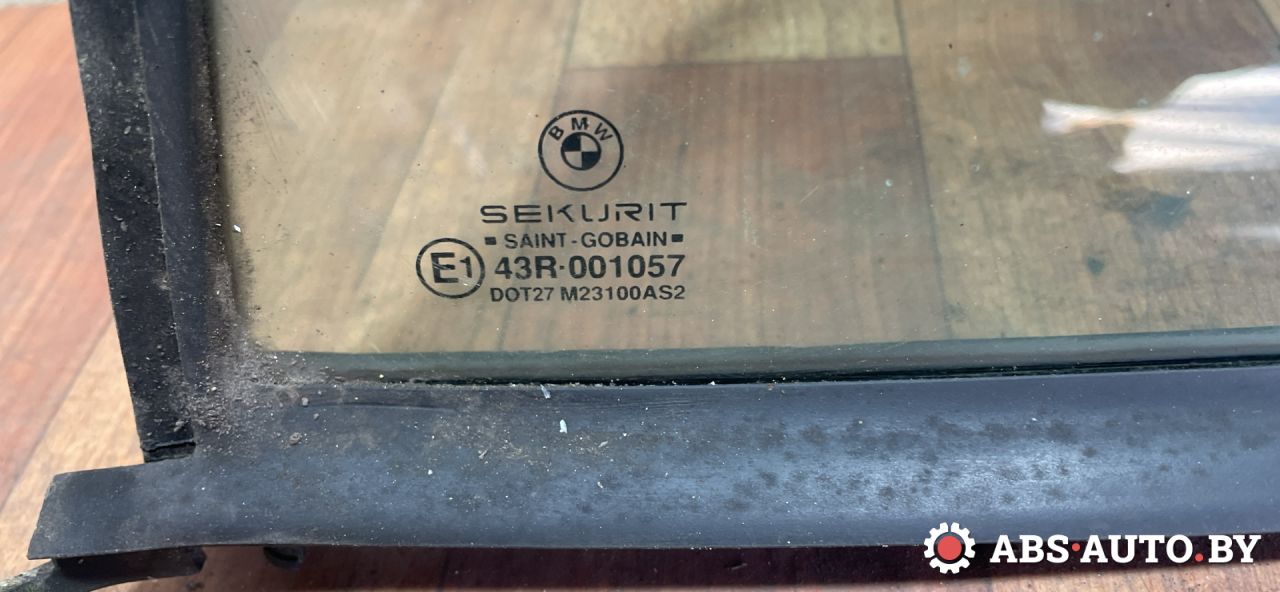 BMW
SEKURIT
SAINT-GOBAIN
E1 43R·001057
DOT27 M23100AS2
ABS·AUTO.BY